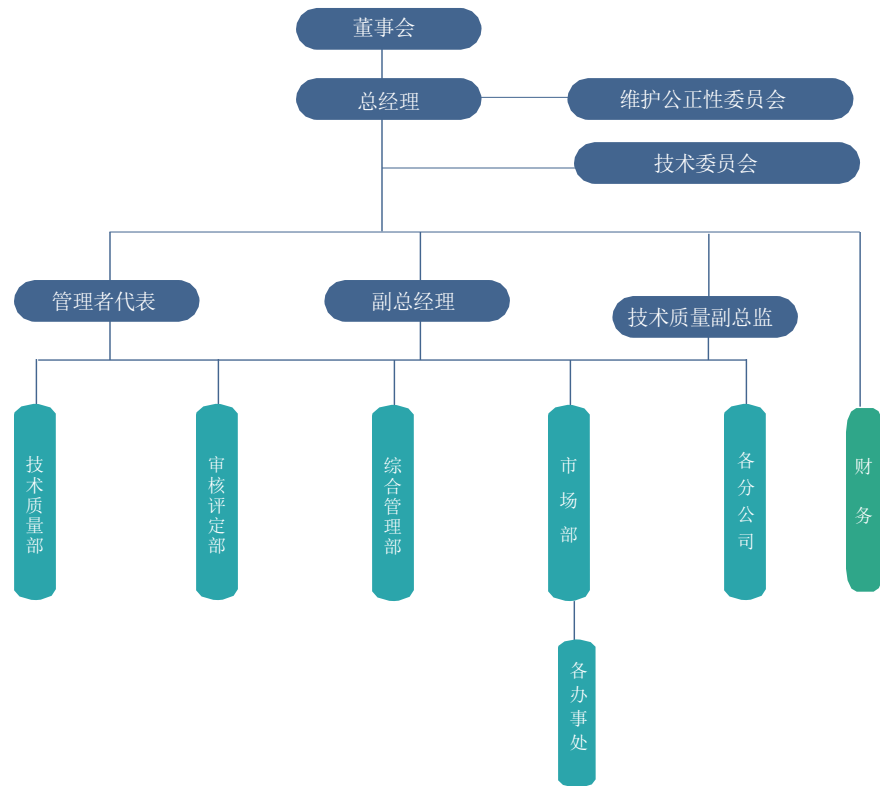 董事会
总经理
维护公正性委员会
技术委员会
管理者代表
副总经理
技术质量副总监
技术质量部
审核评定部
综合管理部
市场部
各分公司
财务
各办事处